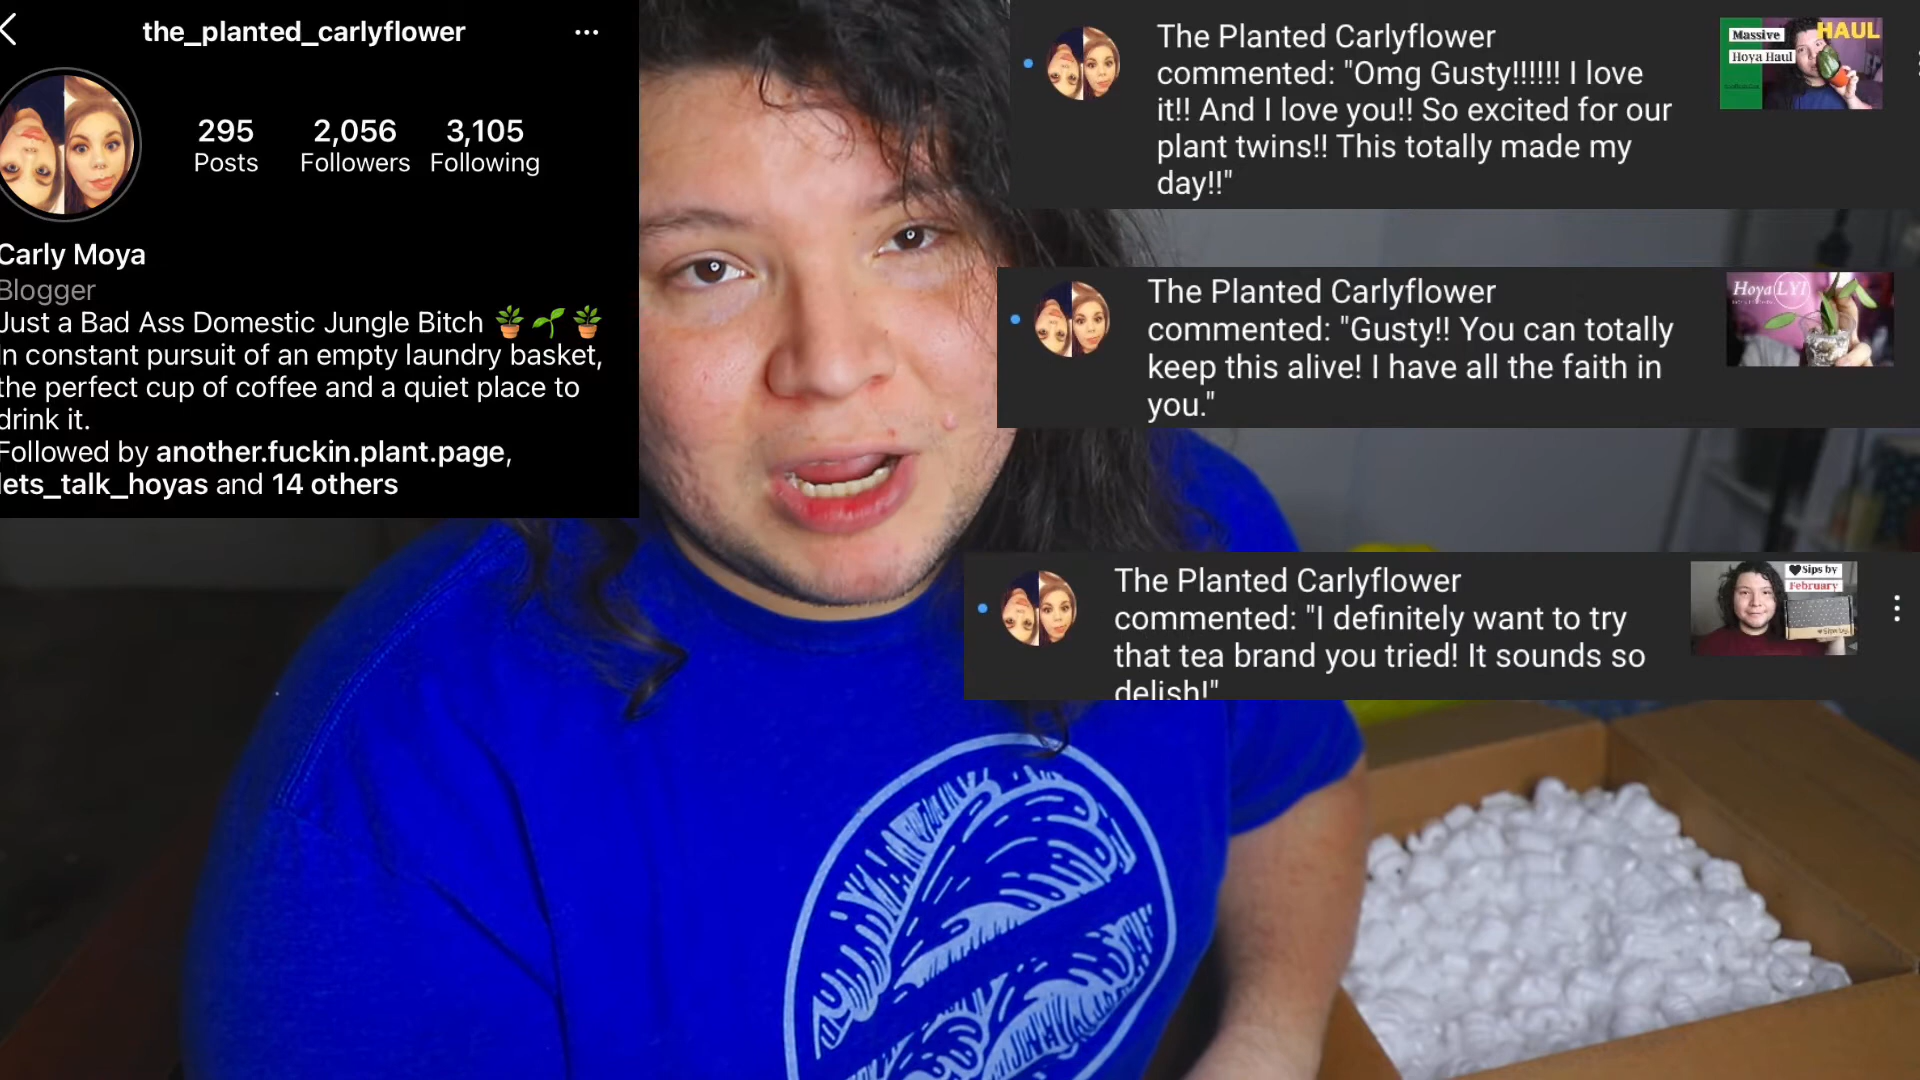 the_planted_carlyflower
295
2,056
3,105
Posts
Followers
Following
Carly Moya
Blogger
Just a Bad Ass Domestic Jungle Bitch
In constant pursuit of an empty laundry basket,
the perfect cup of coffee and a quiet place to
drink it.
Followed by another.fuckin.plant.page,
lets_talk_hoyas and 14 others
The Planted Carlyflower
commented: "Omg Gusty!!!!!! I love
it!! And I love you!! So excited for our
plant twins!! This totally made my
day!!"
HAUL
Massive
Hoya Haul
The Planted Carlyflower
commented: "Gusty!! You can totally
keep this alive! I have all the faith in
you."
Hoya LYI
The Planted Carlyflower
commented: "I definitely want to try
that tea brand you tried! It sounds so
delish!"
Sips by
February